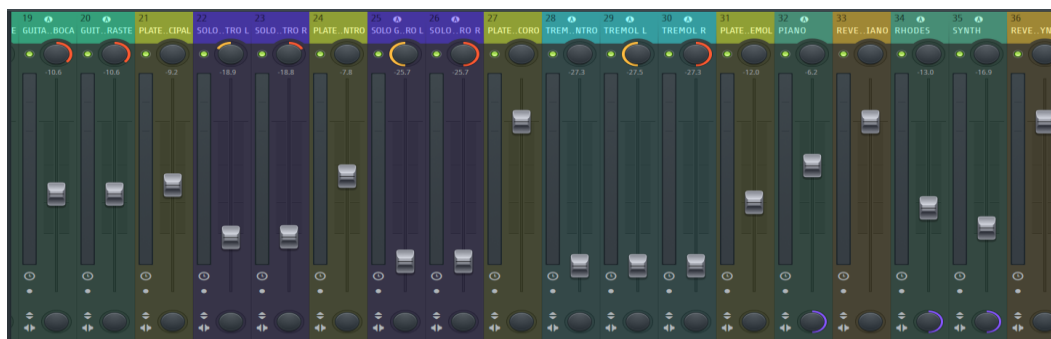 19 20 21 22 23 24 25 26 27 28 29 30 31 32 33 34 35 36
E GUITA..BOCA GUIT..RASTE PLATE..CIPAL SOLO..TRO L SOLO..TRO R PLATE..NTRO SOLO G..RO L SOLO..RO R PLATE..CORO TREM..NTRO TREMOL L TREMOL R PLAT..EMOL PIANO REVE..IANO RHODES SYNTH REVE..YN
-10,6 -10,6 -9,2 -18,9 -18,8 -7,8 -25,7 -25,7 -27,3 -27,5 -27,3 -12,0 -6,2 -13,0 -16,9